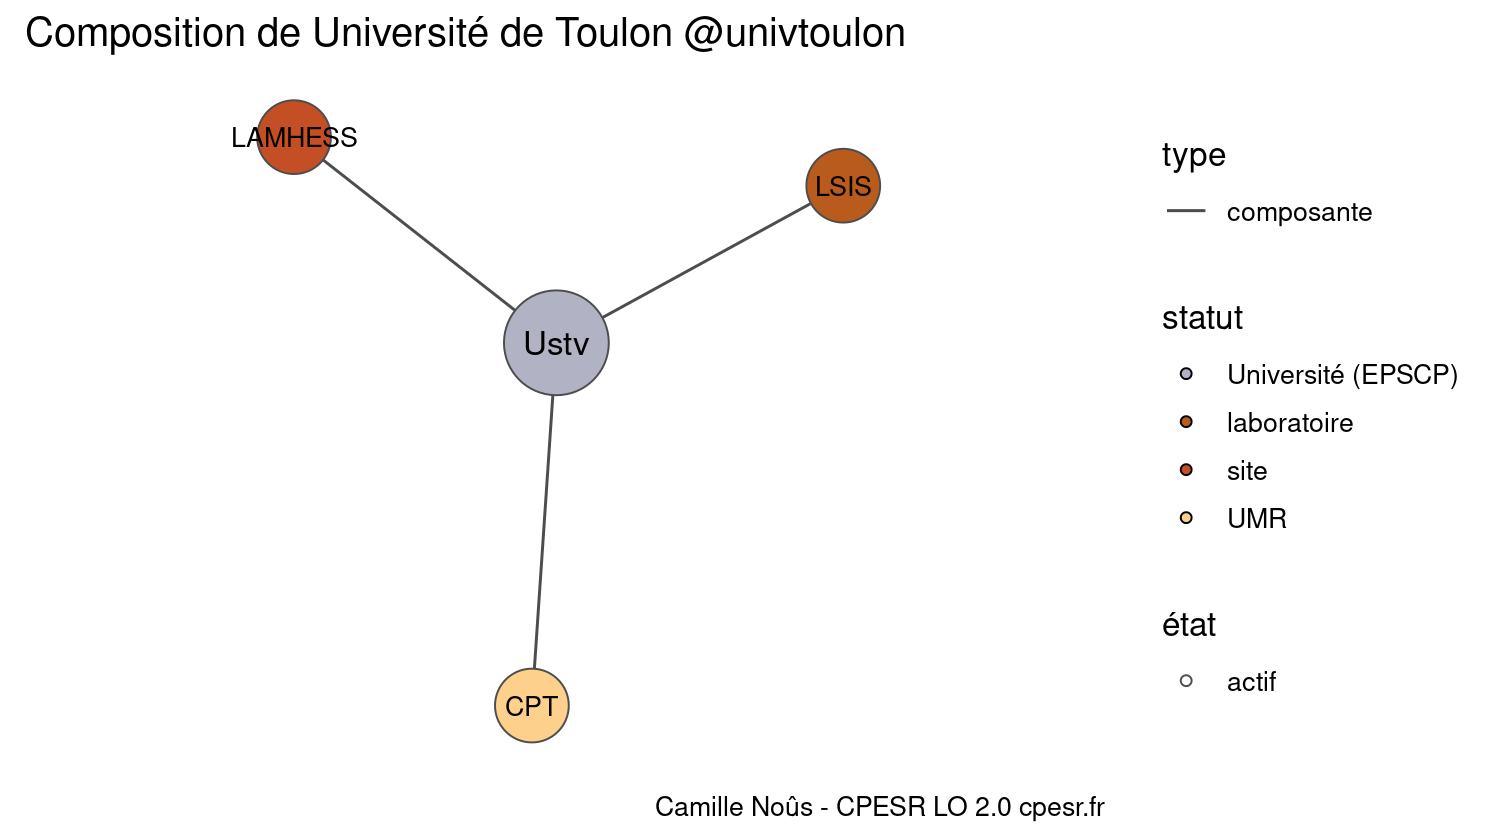 Composition de Université de Toulon @univtoulon
LAMHESS
LSIS
Ustv
CPT
type
composante
statut
Université (EPSCP)
laboratoire
site
UMR
état
actif
Camille Noûs - CPESR LO 2.0 cpesr.fr